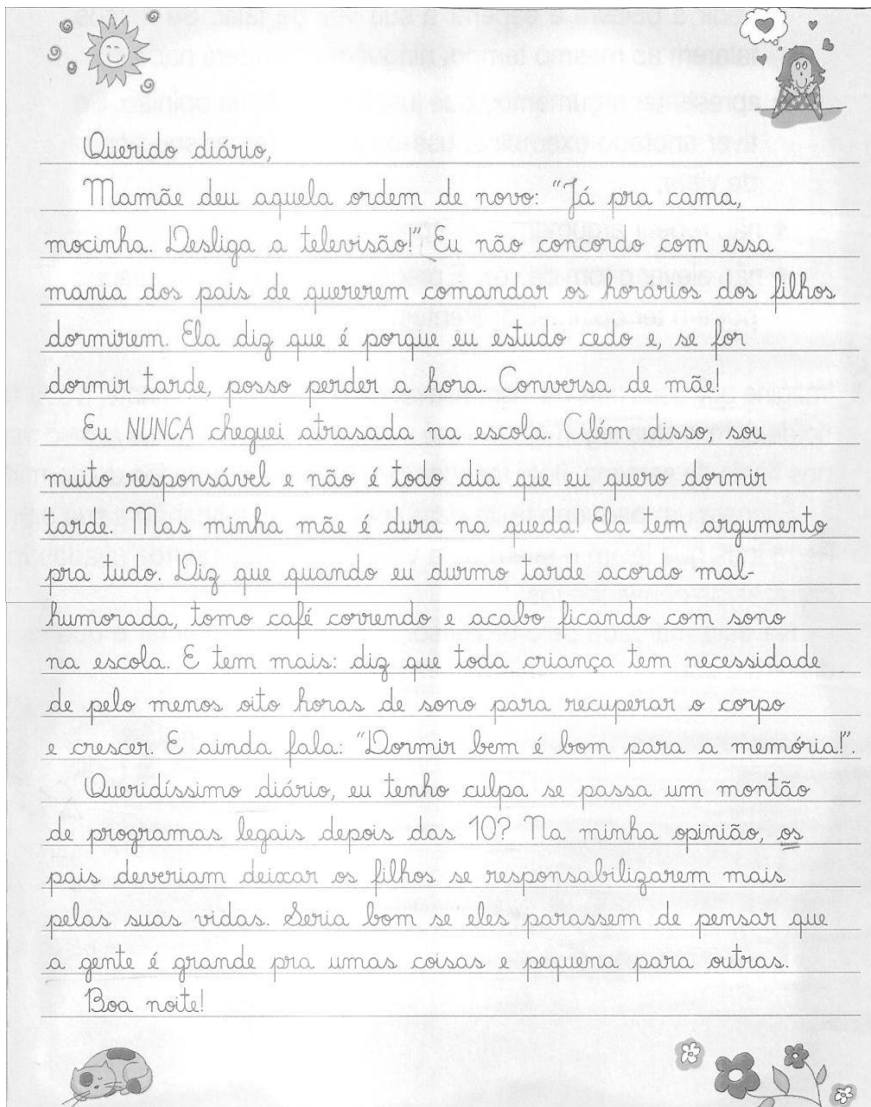 Querido diário,
Mamãe deu aquela ordem de novo: "Já pra cama,
mocinha. Desliga a televisão!" Eu não concordo com essa
mania dos pais de quererem comandar os horários dos filhos
dormirem. Ela diz que é porque eu estudo cedo e, se for
dormir tarde, posso perder a hora. Conversa de mãe!
Eu NUNCA cheguei atrasada na escola. Além disso, sou
muito responsável e não é todo dia que eu quero dormir
tarde. Mas minha mãe é dura na queda! Ela tem argumento
pra tudo. Diz que quando eu durmo tarde acordo mal-
humorada, tomo café correndo e acabo ficando com sono
na escola. E tem mais: diz que toda criança tem necessidade
de pelo menos oito horas de sono para recuperar o corpo
e crescer. E ainda fala: "Dormir bem é bom para a memória!".
Queridíssimo diário, eu tenho culpa se passa um montão
de programas legais depois das 10? Na minha opinião, os
pais deveriam deixar os filhos se responsabilizarem mais
pelas suas vidas. Seria bom se eles parassem de pensar que
a gente é grande pra umas coisas e pequena para outras.
Boa noite!